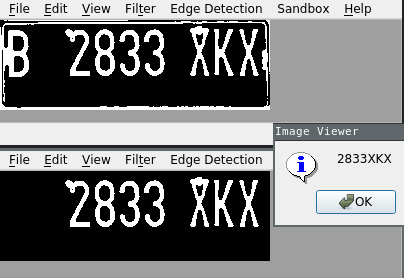 File Edit View Filter Edge Detection Sandbox Help
B 2833 XKX
Image Viewer
File Edit View Filter Edge Detection
2833XKX
OK
2833 XKX